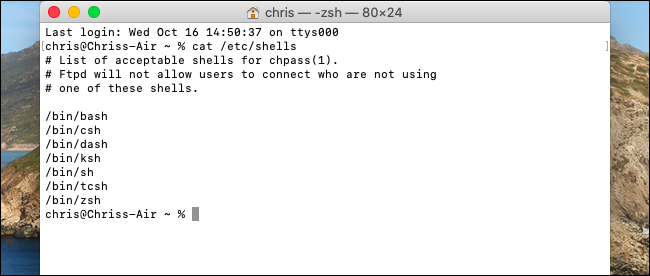 chris — -zsh — 80×24
Last login: Wed Oct 16 14:50:37 on ttys000
[chris@Chriss-Air ~ % cat /etc/shells ]
# List of acceptable shells for chpass(1).
# Ftpd will not allow users to connect who are not using
# one of these shells.

/bin/bash
/bin/csh
/bin/dash
/bin/ksh
/bin/sh
/bin/tcsh
/bin/zsh
chris@Chriss-Air ~ %